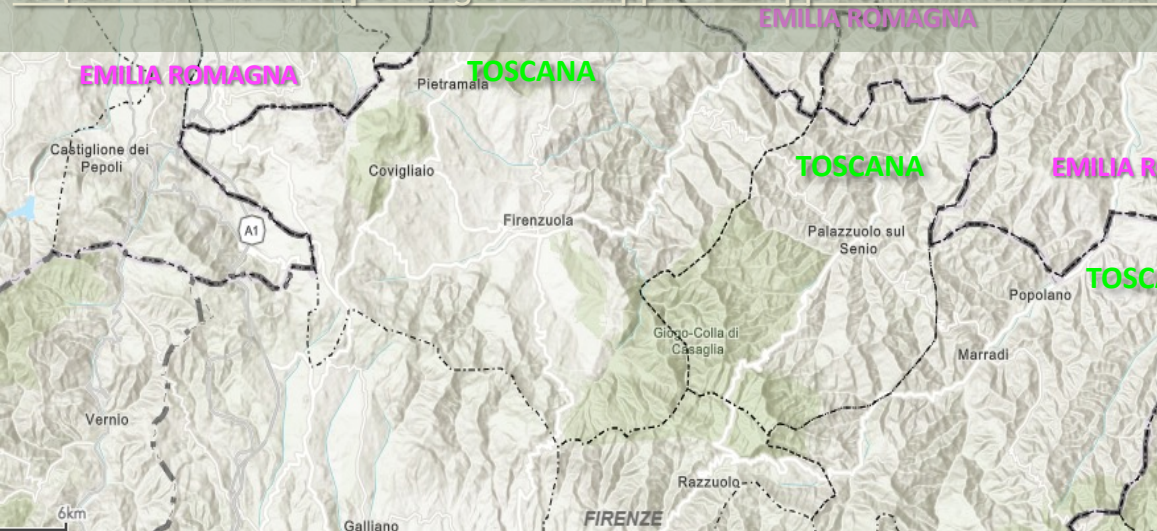 EMILIA ROMAGNA
EMILIA ROMAGNA
TOSCANA
Pietramala
Castiglione dei
Pepoli
Covigliaio
TOSCANA
EMILIA R
A1
Firenzuola
Palazzuolo sul
Senio
TOSC
Popolano
Giogo-Colla di
Casaglia
Marradi
Vernio
Razzuolo
6km
Galliano
FIRENZE